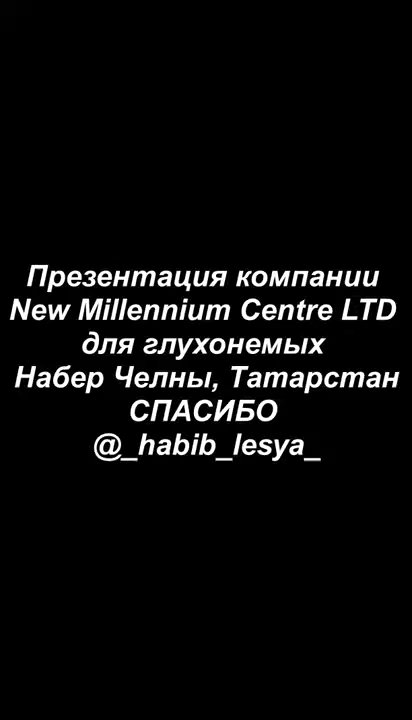 Презентация компании
New Millennium Centre LTD
для глухонемых
Набер Челны, Татарстан
СПАСИБО
@_habib_lesya_